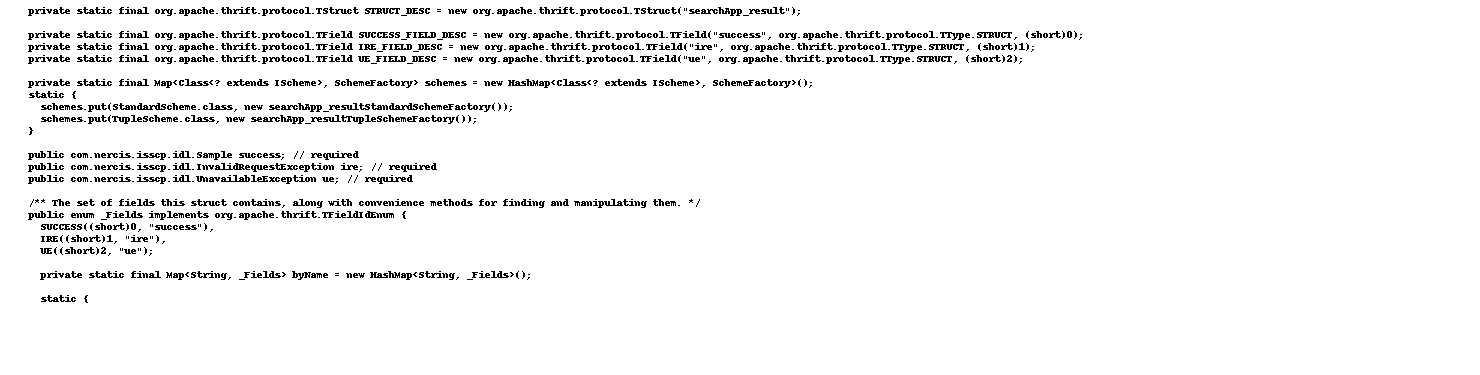 private static final org.apache.thrift.protocol.TStruct STRUCT_DESC = new org.apache.thrift.protocol.TStruct("searchApp_result");
private static final org.apache.thrift.protocol.TField SUCCESS_FIELD_DESC = new org.apache.thrift.protocol.TField("success", org.apache.thrift.protocol.TType.STRUCT, (short)0);
private static final org.apache.thrift.protocol.TField IRE_FIELD_DESC = new org.apache.thrift.protocol.TField("ire", org.apache.thrift.protocol.TType.STRUCT, (short)1);
private static final org.apache.thrift.protocol.TField UE_FIELD_DESC = new org.apache.thrift.protocol.TField("ue", org.apache.thrift.protocol.TType.STRUCT, (short)2);
private static final Map<Class<? extends IScheme>, SchemeFactory> schemes = new HashMap<Class<? extends IScheme>, SchemeFactory>();
static {
schemes.put(StandardScheme.class, new searchApp_resultStandardSchemeFactory());
schemes.put(TupleScheme.class, new searchApp_resultTupleSchemeFactory());
}
public com.nercis.isscp.idl.Sample success; // required
public com.nercis.isscp.idl.InvalidRequestException ire; // required
public com.nercis.isscp.idl.UnavailableException ue; // required
/** The set of fields this struct contains, along with convenience methods for finding and manipulating them. */
public enum _Fields implements org.apache.thrift.TFieldIdEnum {
SUCCESS((short)0, "success"),
IRE((short)1, "ire"),
UE((short)2, "ue");
private static final Map<String, _Fields> byName = new HashMap<String, _Fields>();
static {